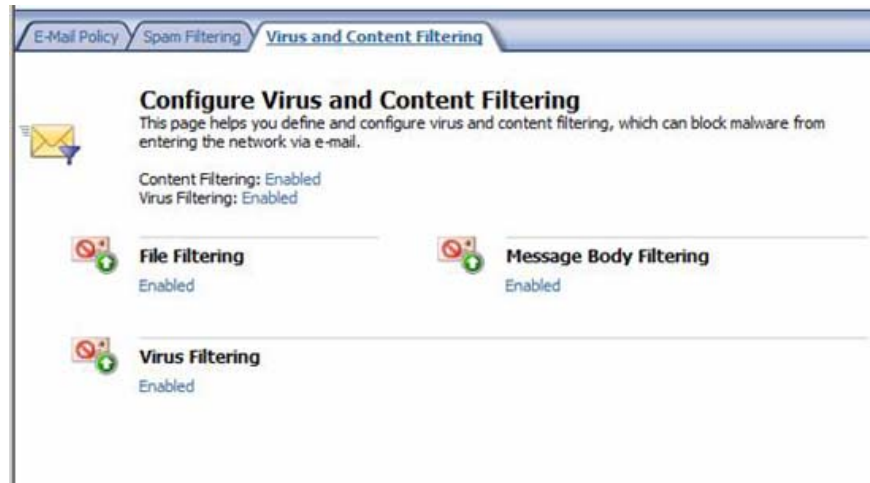 E-Mail Policy Spam Filtering Virus and Content Filtering
Configure Virus and Content Filtering
This page helps you define and configure virus and content filtering, which can block malware from
entering the network via e-mail.
Content Filtering: Enabled
Virus Filtering: Enabled
File Filtering
Enabled
Message Body Filtering
Enabled
Virus Filtering
Enabled